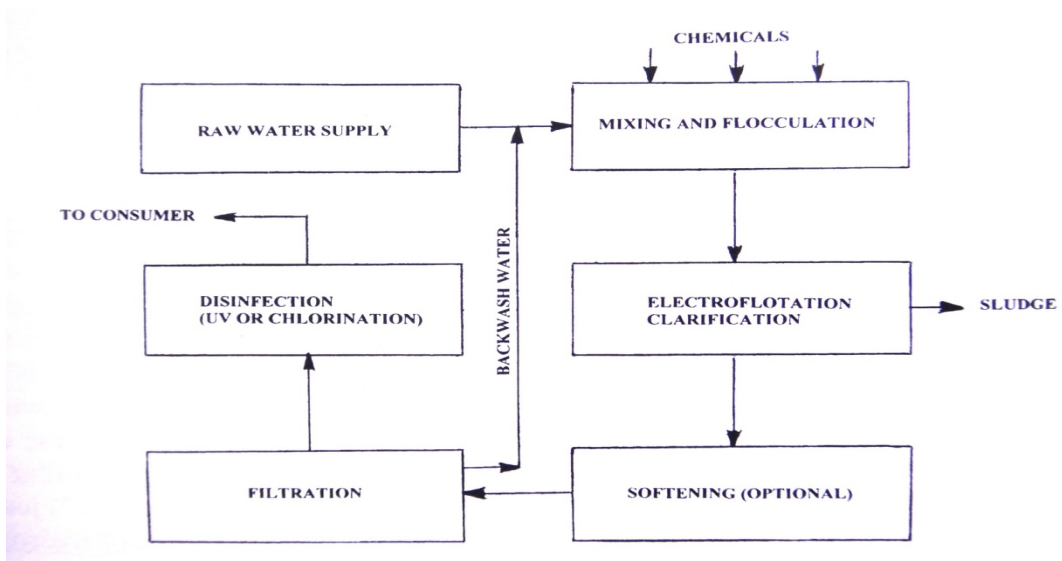 CHEMICALS
RAW WATER SUPPLY
MIXING AND FLOCCULATION
TO CONSUMER
BACKWASH WATER
DISINFECTION
(UV OR CHLORINATION)
ELECTROFLOTATION
CLARIFICATION
SLUDGE
FILTRATION
SOFTENING (OPTIONAL)